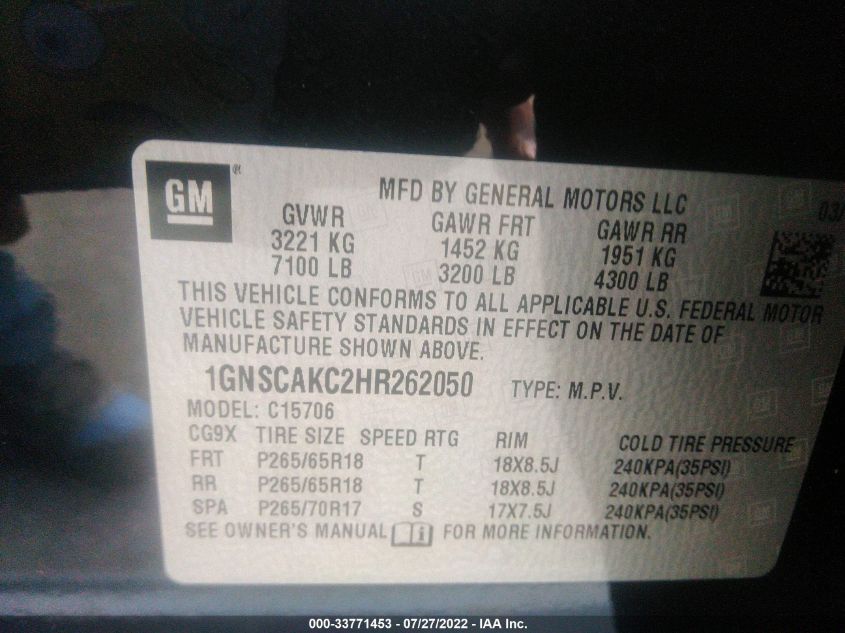 GM®
MFD BY GENERAL MOTORS LLC
03/
GVWR GAWR FRT GAWR RR
3221 KG 1452 KG 1951 KG
7100 LB 3200 LB 4300 LB
THIS VEHICLE CONFORMS TO ALL APPLICABLE U.S. FEDERAL MOTOR
VEHICLE SAFETY STANDARDS IN EFFECT ON THE DATE OF
MANUFACTURE SHOWN ABOVE.
1GNSCAKC2HR262050 TYPE: M.P.V.
MODEL: C15706
CG9X TIRE SIZE SPEED RTG RIM COLD TIRE PRESSURE
FRT P265/65R18 T 18X8.5J 240KPA(35PSI)
RR P265/65R18 T 18X8.5J 240KPA(35PSI)
SPA P265/70R17 S 17X7.5J 240KPA(35PSI)
SEE OWNER'S MANUAL FOR MORE INFORMATION.
000-33771453 - 07/27/2022 - IAA Inc.